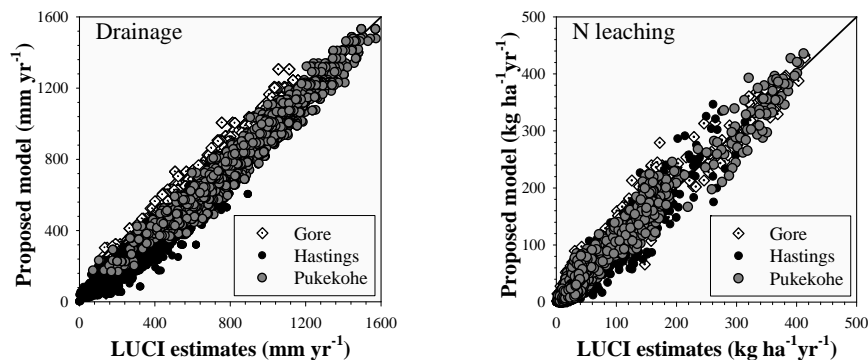 Drainage
Proposed model (mm yr-1)
1600
1200
800
400
0
Gore
Hastings
Pukekohe
0 400 800 1200 1600
LUCI estimates (mm yr-1)
N leaching
Proposed model (kg ha-1yr-1)
500
400
300
200
100
0
Gore
Hastings
Pukekohe
0 100 200 300 400 500
LUCI estimates (kg ha-1yr-1)